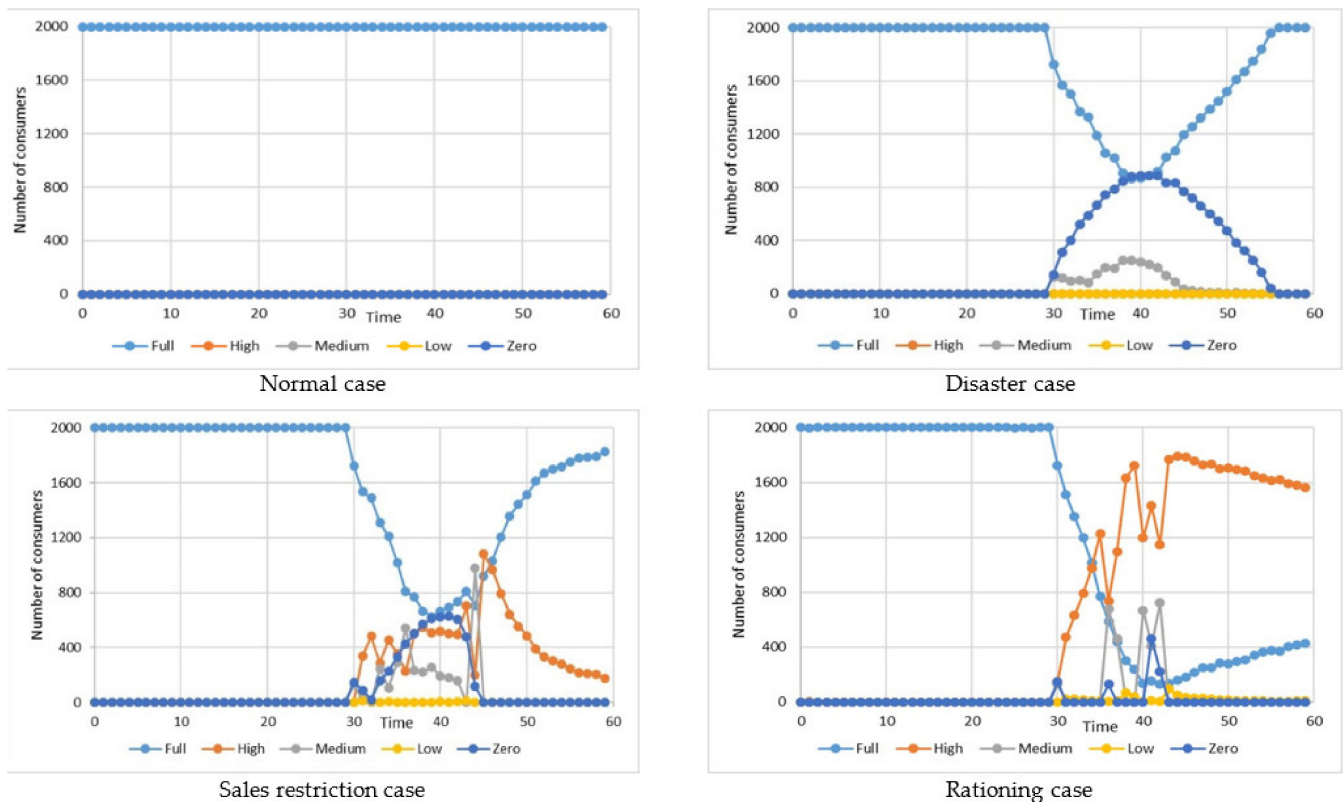 Number of consumers
2000
1600
1200
800
400
0
0 10 20 30 40 50 60
Time
Full High Medium Low Zero
Normal case
Number of consumers
2000
1600
1200
800
400
0
0 10 20 30 40 50 60
Time
Full High Medium Low Zero
Disaster case
Number of consumers
2000
1600
1200
800
400
0
0 10 20 30 40 50 60
Time
Full High Medium Low Zero
Sales restriction case
Number of consumers
2000
1600
1200
800
400
0
0 10 20 30 40 50 60
Time
Full High Medium Low Zero
Rationing case